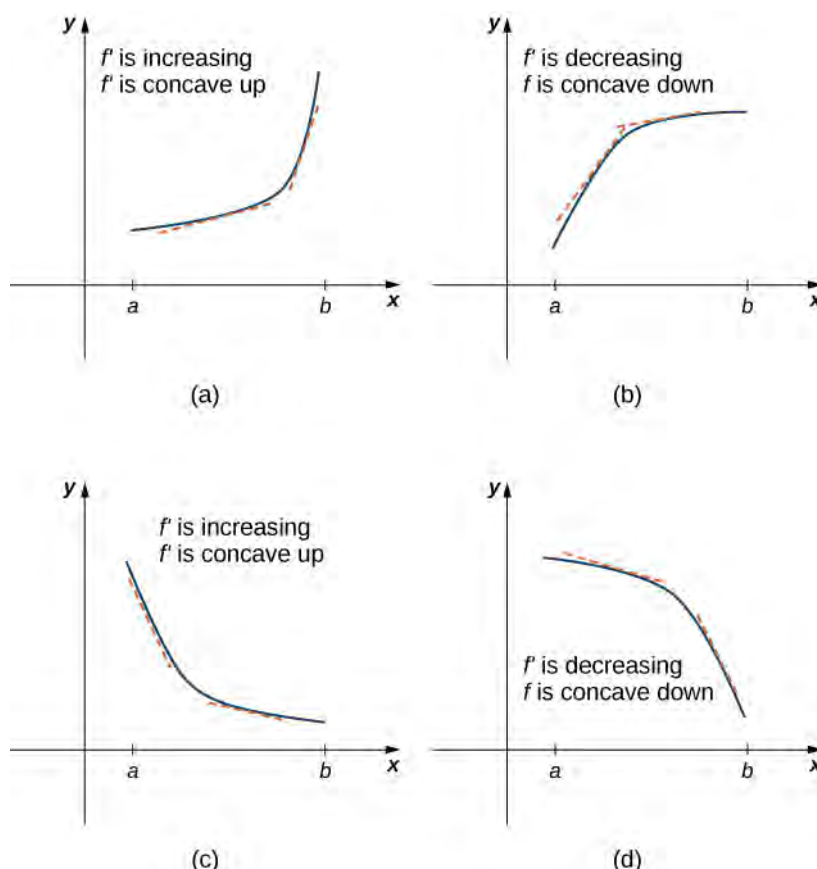 y
f' is increasing
f' is concave up
a
b
x
(a)
y
f' is decreasing
f is concave down
a
b
x
(b)
y
f' is increasing
f' is concave up
a
b
x
(c)
y
f' is decreasing
f is concave down
a
b
x
(d)